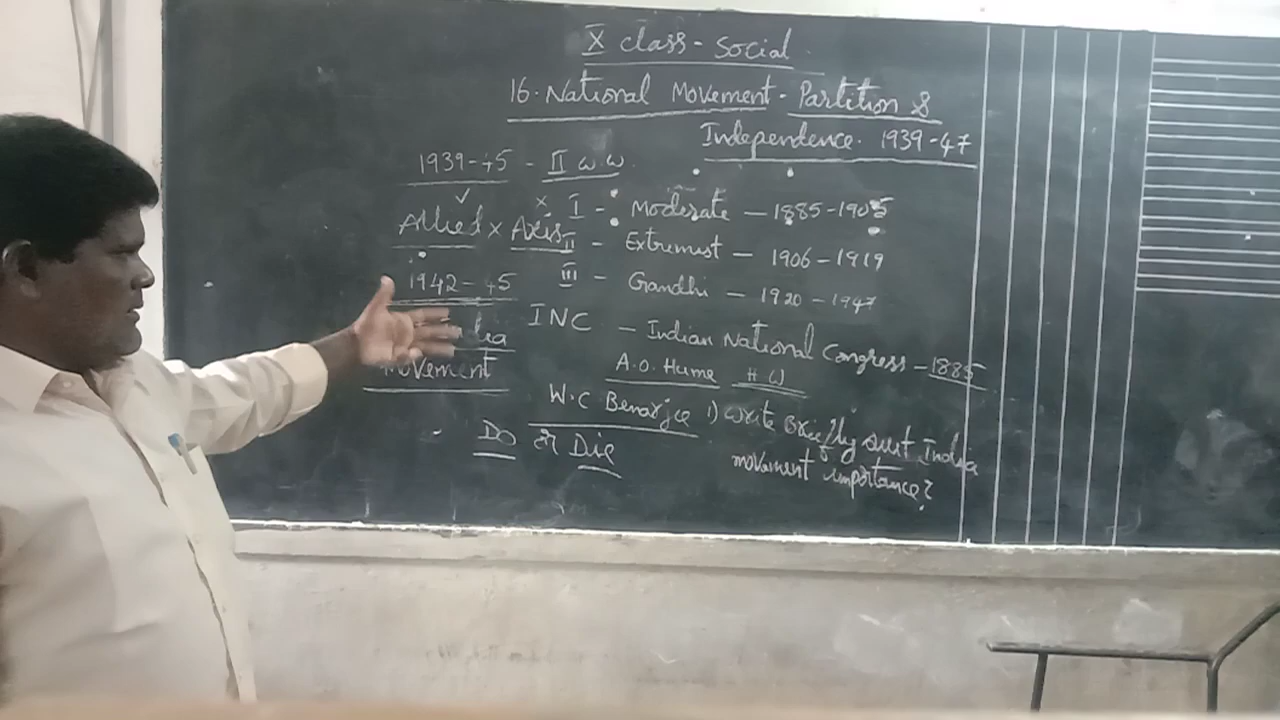 X class - Social
16. National Movement - Partition &
Independence. 1939-47
1939-45 - II W.W
Allied x Axis
1942-45
Movement
Do or Die
I - Moderate - 1885-1905
II - Extremist - 1906-1919
III - Gandhi - 1920-1947
INC - Indian National Congress - 1885
A.O. Hume
W.C Benarjee
H W
1) Write Briefly Quit India
movement importance?